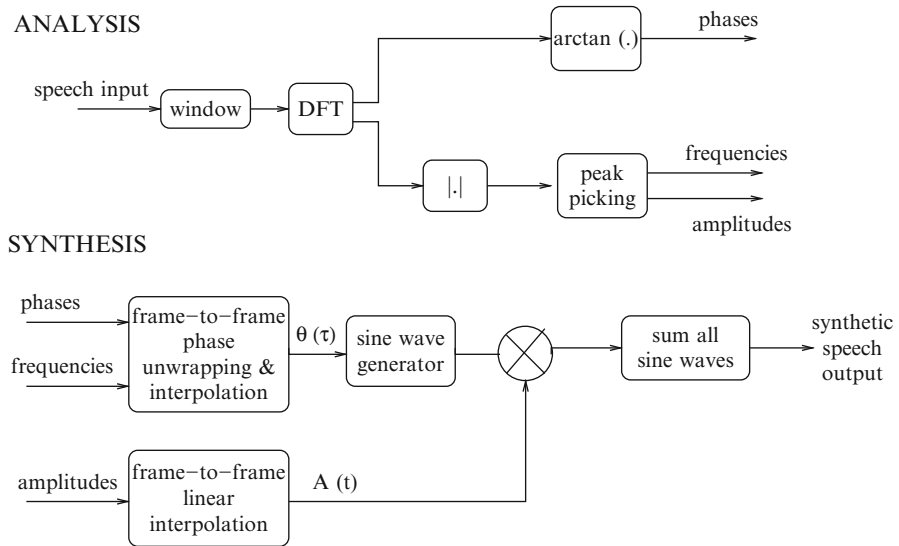 ANALYSIS
arctan (.)
phases
speech input
window
DFT
|.|
peak
picking
frequencies
amplitudes
SYNTHESIS
phases
frequencies
frame−to−frame
phase
unwrapping &
interpolation
θ (τ)
sine wave
generator
sum all
sine waves
synthetic
speech
output
amplitudes
frame−to−frame
linear
interpolation
A (t)